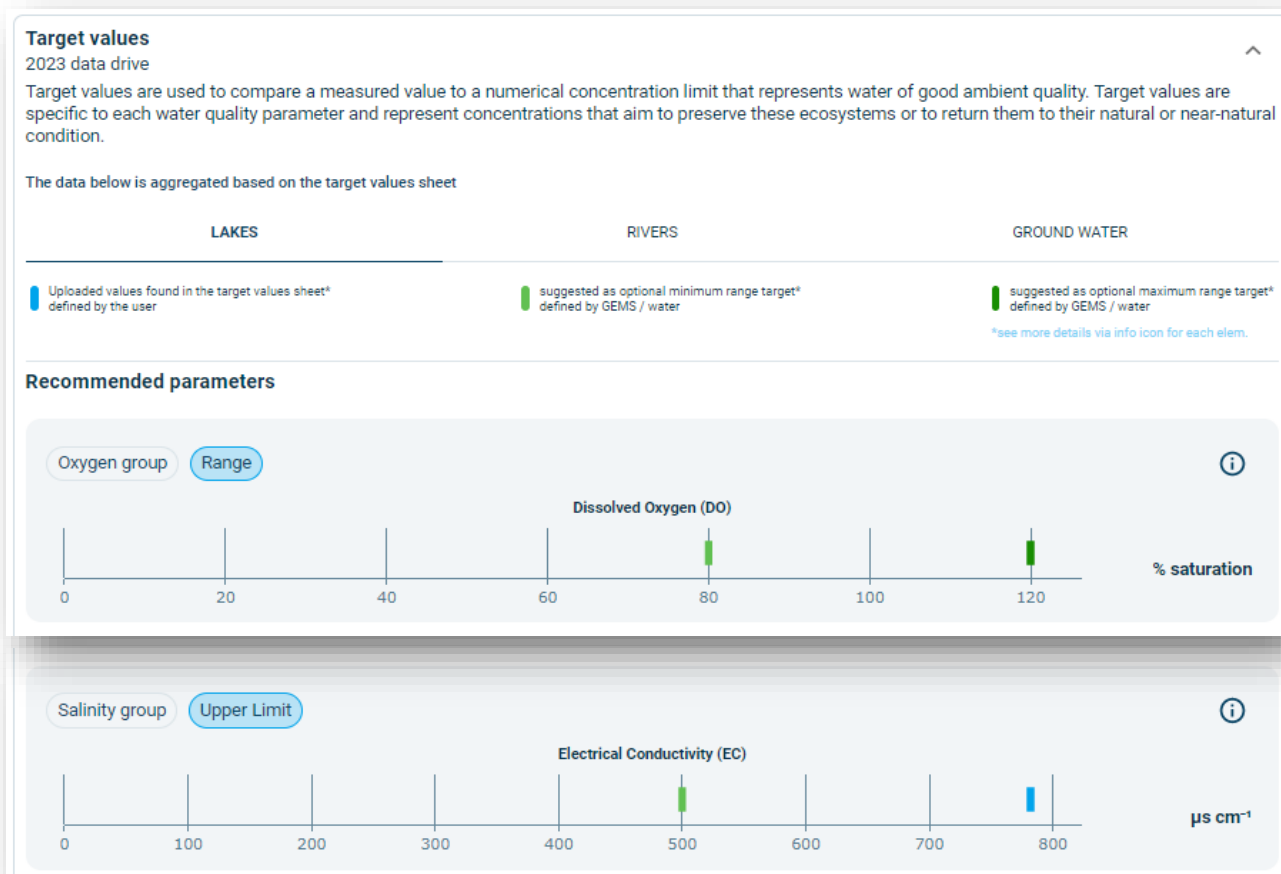 Target values
2023 data drive
Target values are used to compare a measured value to a numerical concentration limit that represents water of good ambient quality. Target values are
specific to each water quality parameter and represent concentrations that aim to preserve these ecosystems or to return them to their natural or near-natural
condition.
The data below is aggregated based on the target values sheet
LAKES RIVERS GROUND WATER
Uploaded values found in the target values sheet*
defined by the user
suggested as optional minimum range target*
defined by GEMS / water
suggested as optional maximum range target*
defined by GEMS / water
*see more details via info icon for each elem.
Recommended parameters
Oxygen group Range
Dissolved Oxygen (DO)
% saturation
0 20 40 60 80 100 120
Salinity group Upper Limit
Electrical Conductivity (EC)
µs cm⁻¹
0 100 200 300 400 500 600 700 800